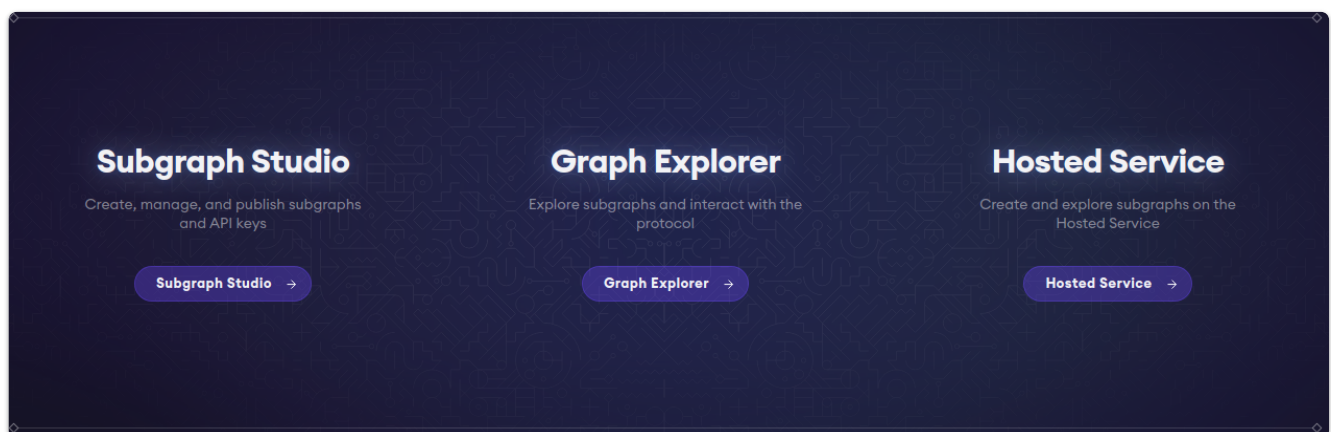 Subgraph Studio
Create, manage, and publish subgraphs
and API keys
Subgraph Studio →
Graph Explorer
Explore subgraphs and interact with the
protocol
Graph Explorer →
Hosted Service
Create and explore subgraphs on the
Hosted Service
Hosted Service →